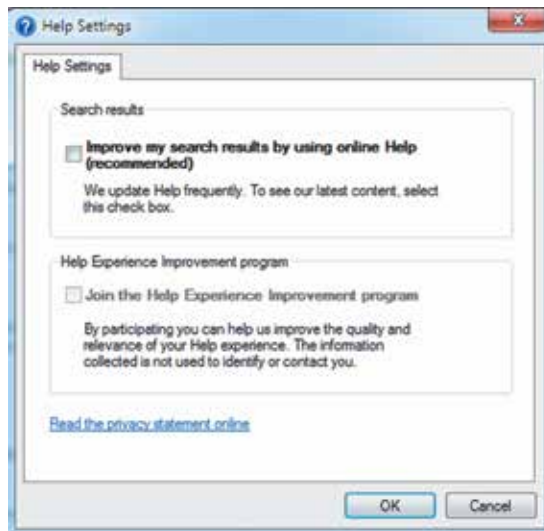 Help Settings
Help Settings
Search results
Improve my search results by using online Help
(recommended)
We update Help frequently. To see our latest content, select
this check box.
Help Experience Improvement program
Join the Help Experience Improvement program
By participating you can help us improve the quality and
relevance of your Help experience. The information
collected is not used to identify or contact you.
Read the privacy statement online
OK Cancel